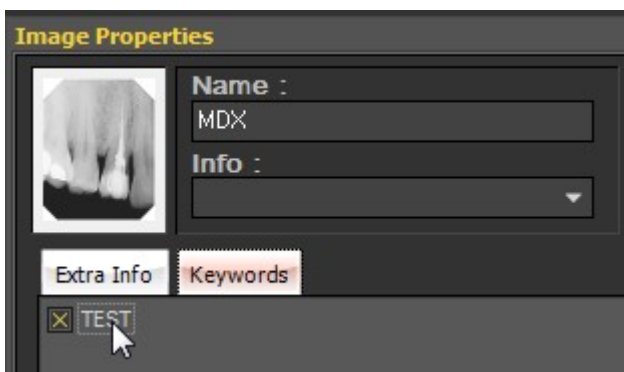 Image Properties
Name :
MDX
Info :
Extra Info
Keywords
TEST